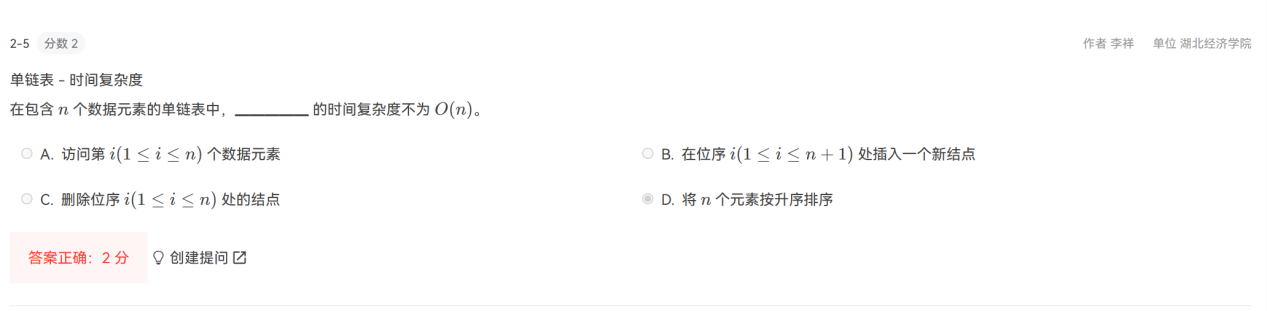 2-5 分数 2 作者 李祥 单位 湖北经济学院
单链表 - 时间复杂度
在包含 n 个数据元素的单链表中，__________ 的时间复杂度不为 O(n)。
A. 访问第 i(1 ≤ i ≤ n) 个数据元素 B. 在位序 i(1 ≤ i ≤ n + 1) 处插入一个新结点
C. 删除位序 i(1 ≤ i ≤ n) 处的结点 D. 将 n 个元素按升序排序
答案正确：2 分 创建提问